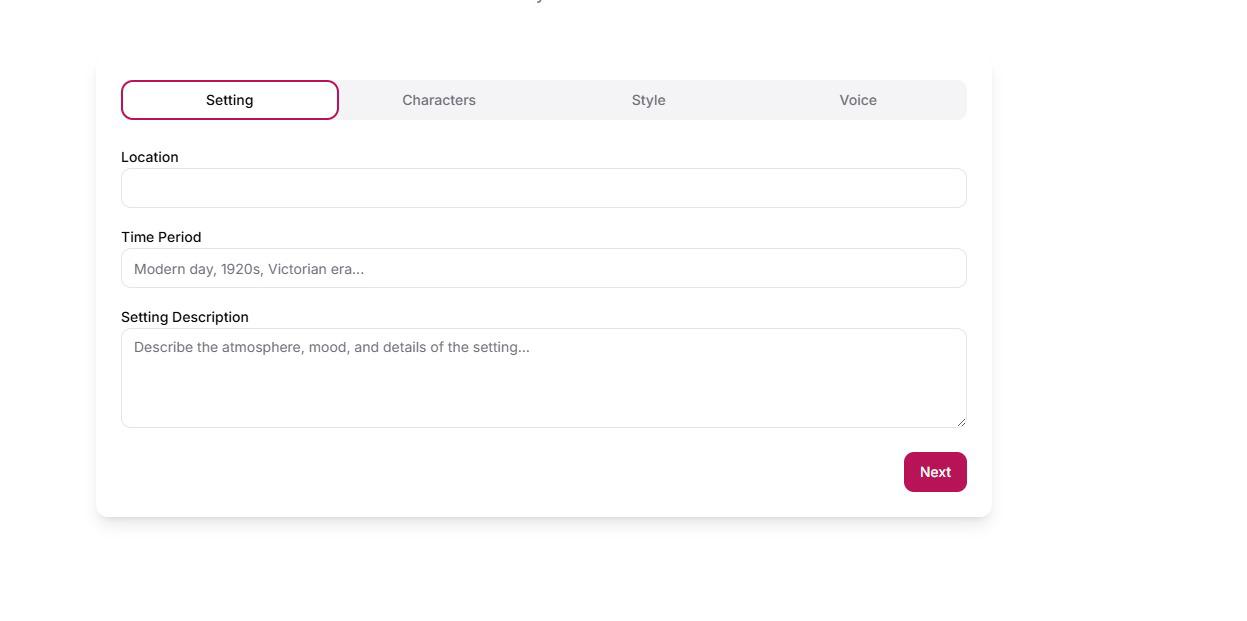 Setting Characters Style Voice
Location
Time Period
Modern day, 1920s, Victorian era...
Setting Description
Describe the atmosphere, mood, and details of the setting...
Next